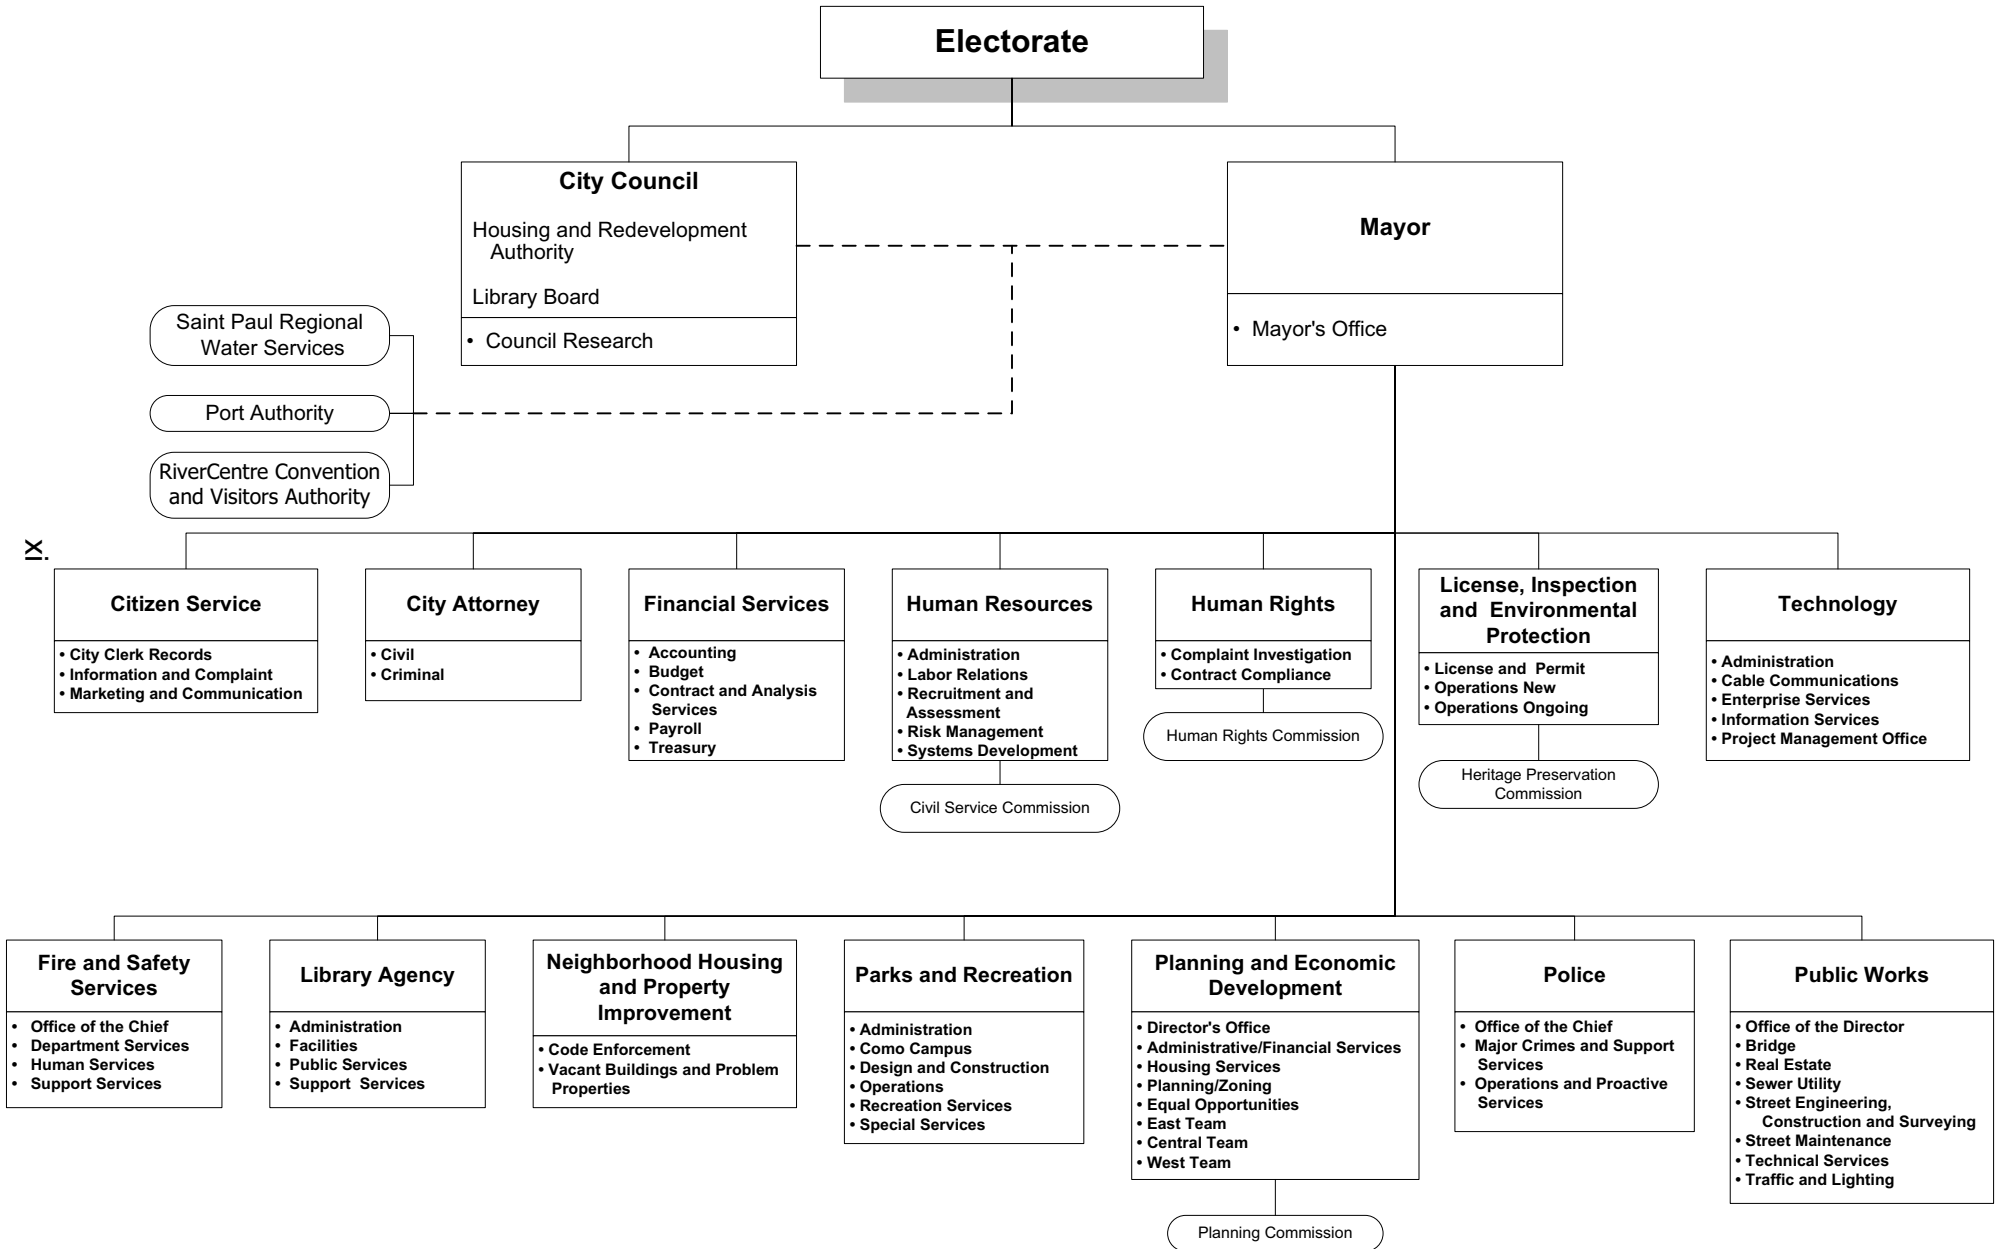 Electorate
City Council
Housing and Redevelopment
Authority
Library Board
• Council Research
Mayor
• Mayor's Office
Saint Paul Regional
Water Services
Port Authority
RiverCentre Convention
and Visitors Authority
ix.
Citizen Service
• City Clerk Records
• Information and Complaint
• Marketing and Communication
City Attorney
• Civil
• Criminal
Financial Services
• Accounting
• Budget
• Contract and Analysis
Services
• Payroll
• Treasury
Human Resources
• Administration
• Labor Relations
• Recruitment and
Assessment
• Risk Management
• Systems Development
Civil Service Commission
Human Rights
• Complaint Investigation
• Contract Compliance
Human Rights Commission
License, Inspection
and Environmental
Protection
• License and Permit
• Operations New
• Operations Ongoing
Heritage Preservation
Commission
Technology
• Administration
• Cable Communications
• Enterprise Services
• Information Services
• Project Management Office
Fire and Safety
Services
• Office of the Chief
• Department Services
• Human Services
• Support Services
Library Agency
• Administration
• Facilities
• Public Services
• Support Services
Neighborhood Housing
and Property
Improvement
• Code Enforcement
• Vacant Buildings and Problem
Properties
Parks and Recreation
• Administration
• Como Campus
• Design and Construction
• Operations
• Recreation Services
• Special Services
Planning and Economic
Development
• Director's Office
• Administrative/Financial Services
• Housing Services
• Planning/Zoning
• Equal Opportunities
• East Team
• Central Team
• West Team
Planning Commission
Police
• Office of the Chief
• Major Crimes and Support
Services
• Operations and Proactive
Services
Public Works
• Office of the Director
• Bridge
• Real Estate
• Sewer Utility
• Street Engineering,
Construction and Surveying
• Street Maintenance
• Technical Services
• Traffic and Lighting